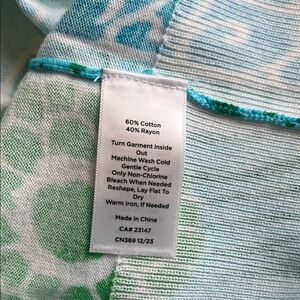 60% Cotton
40% Rayon
Turn Garment Inside
Out
Machine Wash Cold
Gentle Cycle
Only Non-Chlorine
Bleach When Needed
Reshape, Lay Flat To
Dry
Warm Iron, If Needed
Made In China
CA# 23147
CN369 12/23